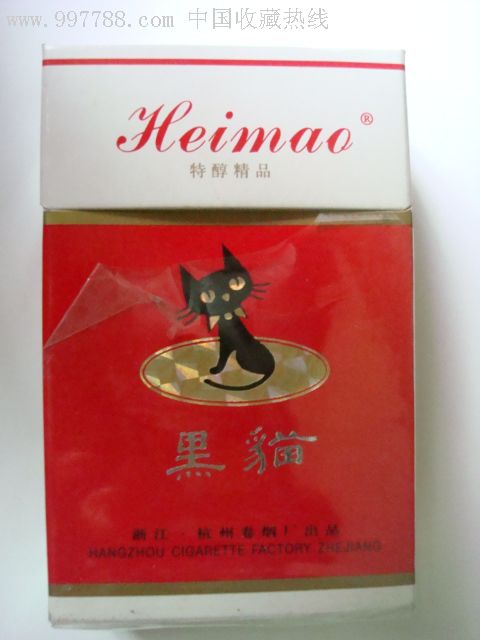 www.997788.com 中国收藏热线
Heimao®
特醇精品
黑貓
浙江·杭州卷烟厂出品
HANGZHOU CIGARETTE FACTORY ZHEJIANG